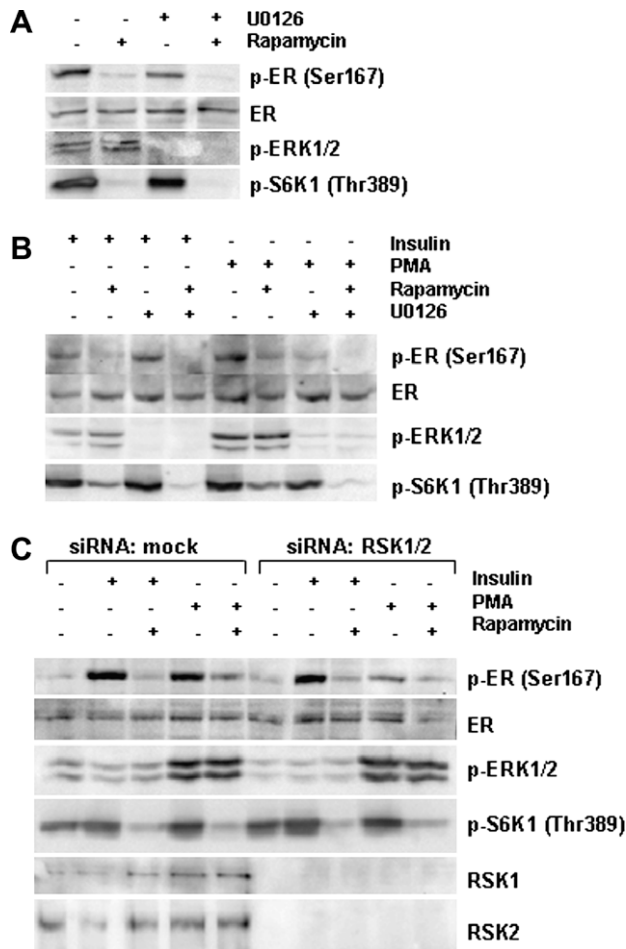 A
- - + + U0126
- + - + Rapamycin
p-ER (Ser167)
ER
p-ERK1/2
p-S6K1 (Thr389)
B
+ + + + - - - - Insulin
- - - - + + + + PMA
- + - + - + - + Rapamycin
- - + + - - + + U0126
p-ER (Ser167)
ER
p-ERK1/2
p-S6K1 (Thr389)
C
siRNA: mock siRNA: RSK1/2
- + + - - - + + - - Insulin
- - - + + - - - + + PMA
- - + - + - - + - + Rapamycin
p-ER (Ser167)
ER
p-ERK1/2
p-S6K1 (Thr389)
RSK1
RSK2